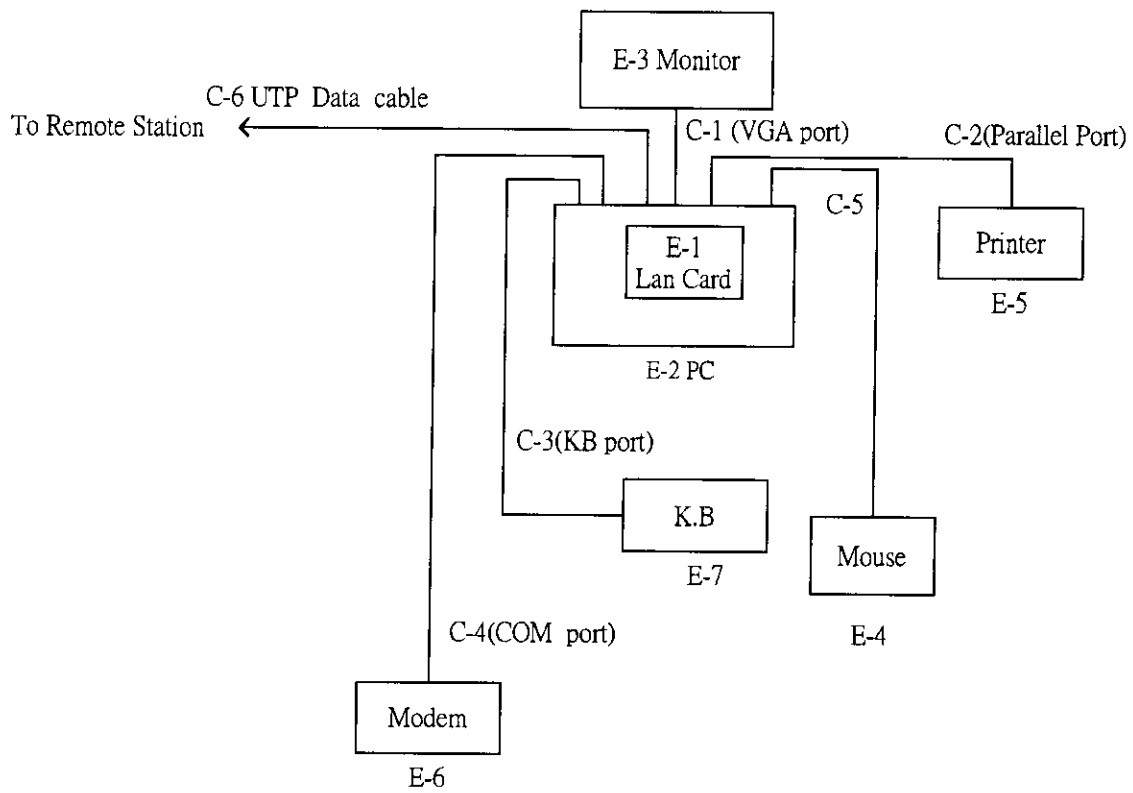 E-3 Monitor
C-6 UTP Data cable
To Remote Station
C-1 (VGA port)
C-2(Parallel Port)
C-5
E-1
Lan Card
Printer
E-5
E-2 PC
C-3(KB port)
K.B
E-7
Mouse
E-4
C-4(COM port)
Modem
E-6